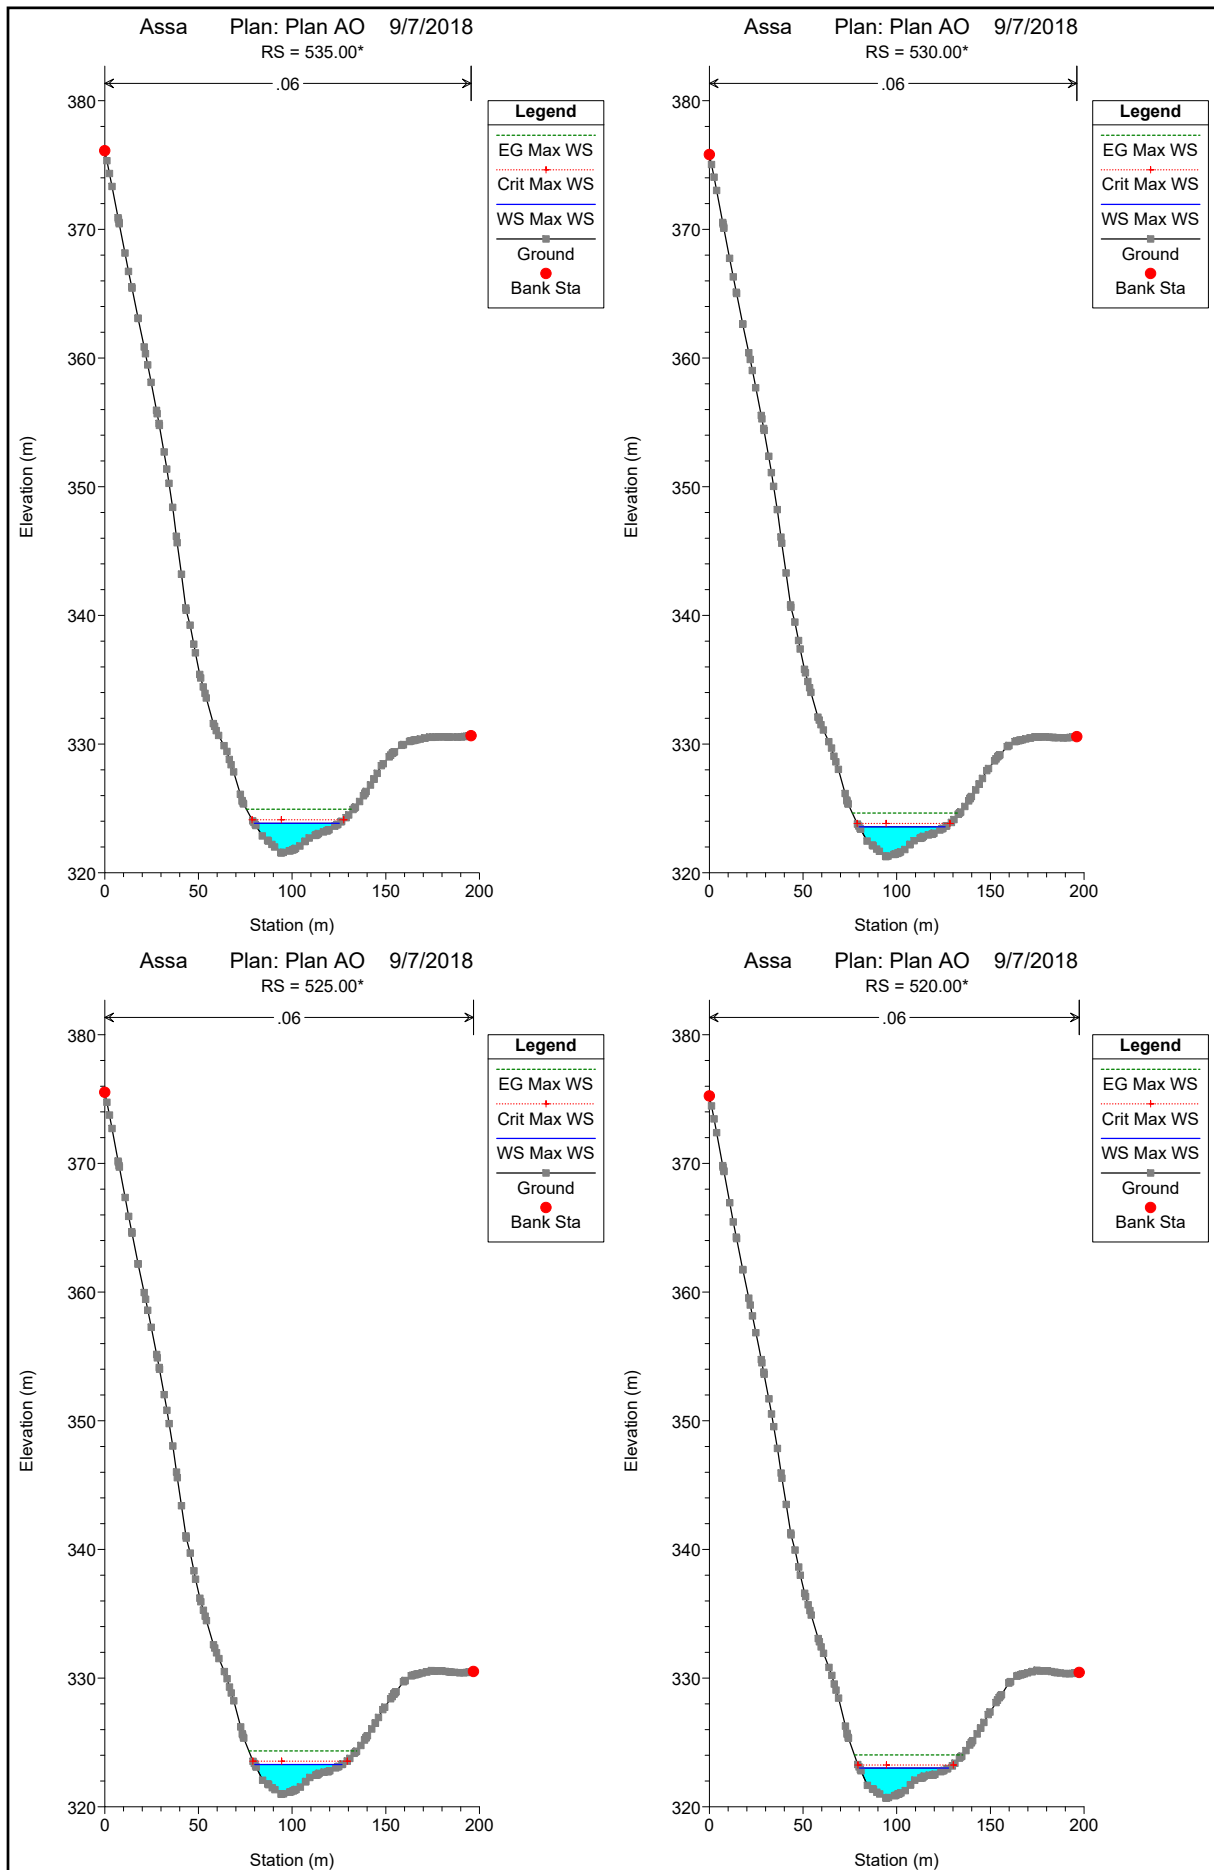 Assa Plan: Plan AO 9/7/2018
RS = 535.00*
.06
Legend
EG Max WS
Crit Max WS
WS Max WS
Ground
Bank Sta
380
370
360
350
340
330
320
0 50 100 150 200
Elevation (m)
Station (m)
Assa Plan: Plan AO 9/7/2018
RS = 530.00*
.06
Legend
EG Max WS
Crit Max WS
WS Max WS
Ground
Bank Sta
380
370
360
350
340
330
320
0 50 100 150 200
Elevation (m)
Station (m)
Assa Plan: Plan AO 9/7/2018
RS = 525.00*
.06
Legend
EG Max WS
Crit Max WS
WS Max WS
Ground
Bank Sta
380
370
360
350
340
330
320
0 50 100 150 200
Elevation (m)
Station (m)
Assa Plan: Plan AO 9/7/2018
RS = 520.00*
.06
Legend
EG Max WS
Crit Max WS
WS Max WS
Ground
Bank Sta
380
370
360
350
340
330
320
0 50 100 150 200
Elevation (m)
Station (m)